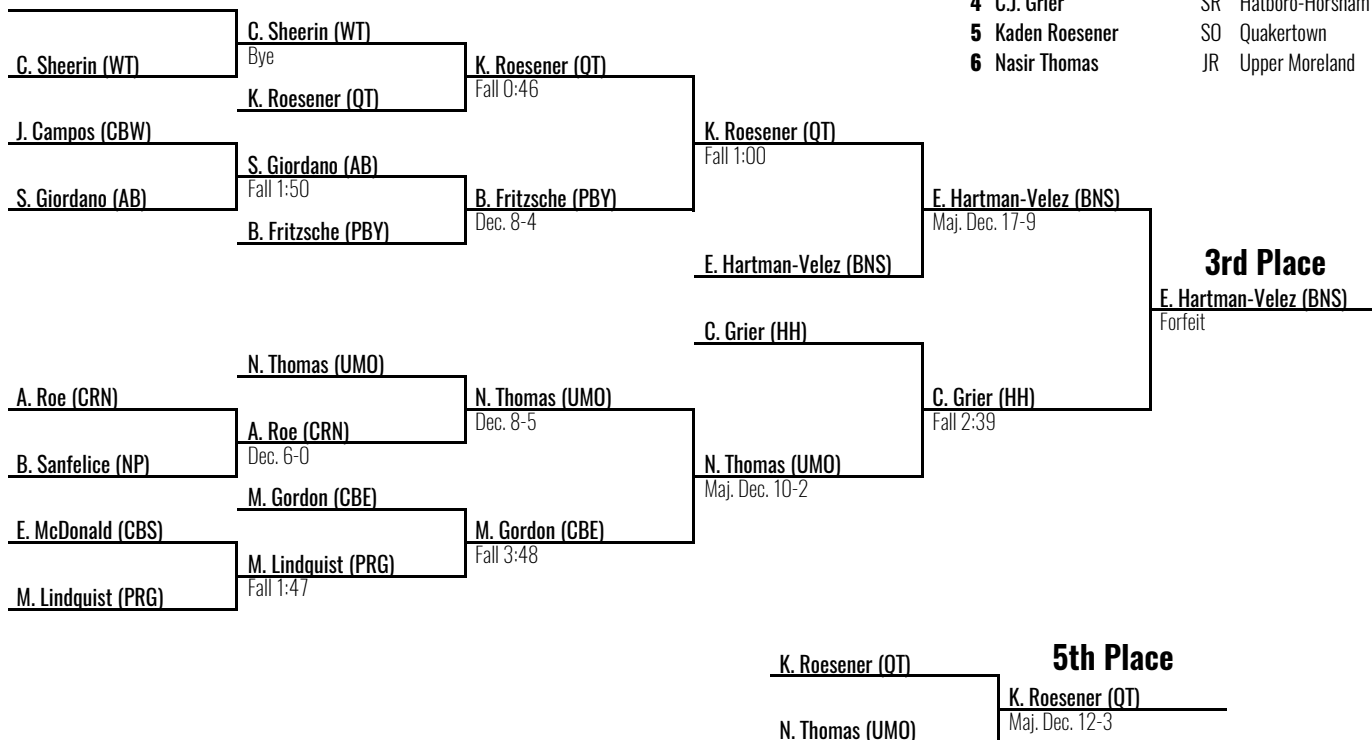 4 C.J. Grier SR Hatboro-Horsham
5 Kaden Roesener SO Quakertown
6 Nasir Thomas JR Upper Moreland
C. Sheerin (WT)
C. Sheerin (WT)
Bye
K. Roesener (QT)
K. Roesener (QT)
Fall 0:46
J. Campos (CBW)
S. Giordano (AB)
S. Giordano (AB)
Fall 1:50
B. Fritzsche (PBY)
B. Fritzsche (PBY)
Dec. 8-4
K. Roesener (QT)
Fall 1:00
E. Hartman-Velez (BNS)
E. Hartman-Velez (BNS)
Maj. Dec. 17-9
3rd Place
E. Hartman-Velez (BNS)
Forfeit
C. Grier (HH)
N. Thomas (UMO)
A. Roe (CRN)
B. Sanfelice (NP)
A. Roe (CRN)
Dec. 6-0
N. Thomas (UMO)
Dec. 8-5
C. Grier (HH)
Fall 2:39
N. Thomas (UMO)
Maj. Dec. 10-2
M. Gordon (CBE)
E. McDonald (CBS)
M. Lindquist (PRG)
M. Lindquist (PRG)
Fall 1:47
M. Gordon (CBE)
Fall 3:48
5th Place
K. Roesener (QT)
N. Thomas (UMO)
K. Roesener (QT)
Maj. Dec. 12-3